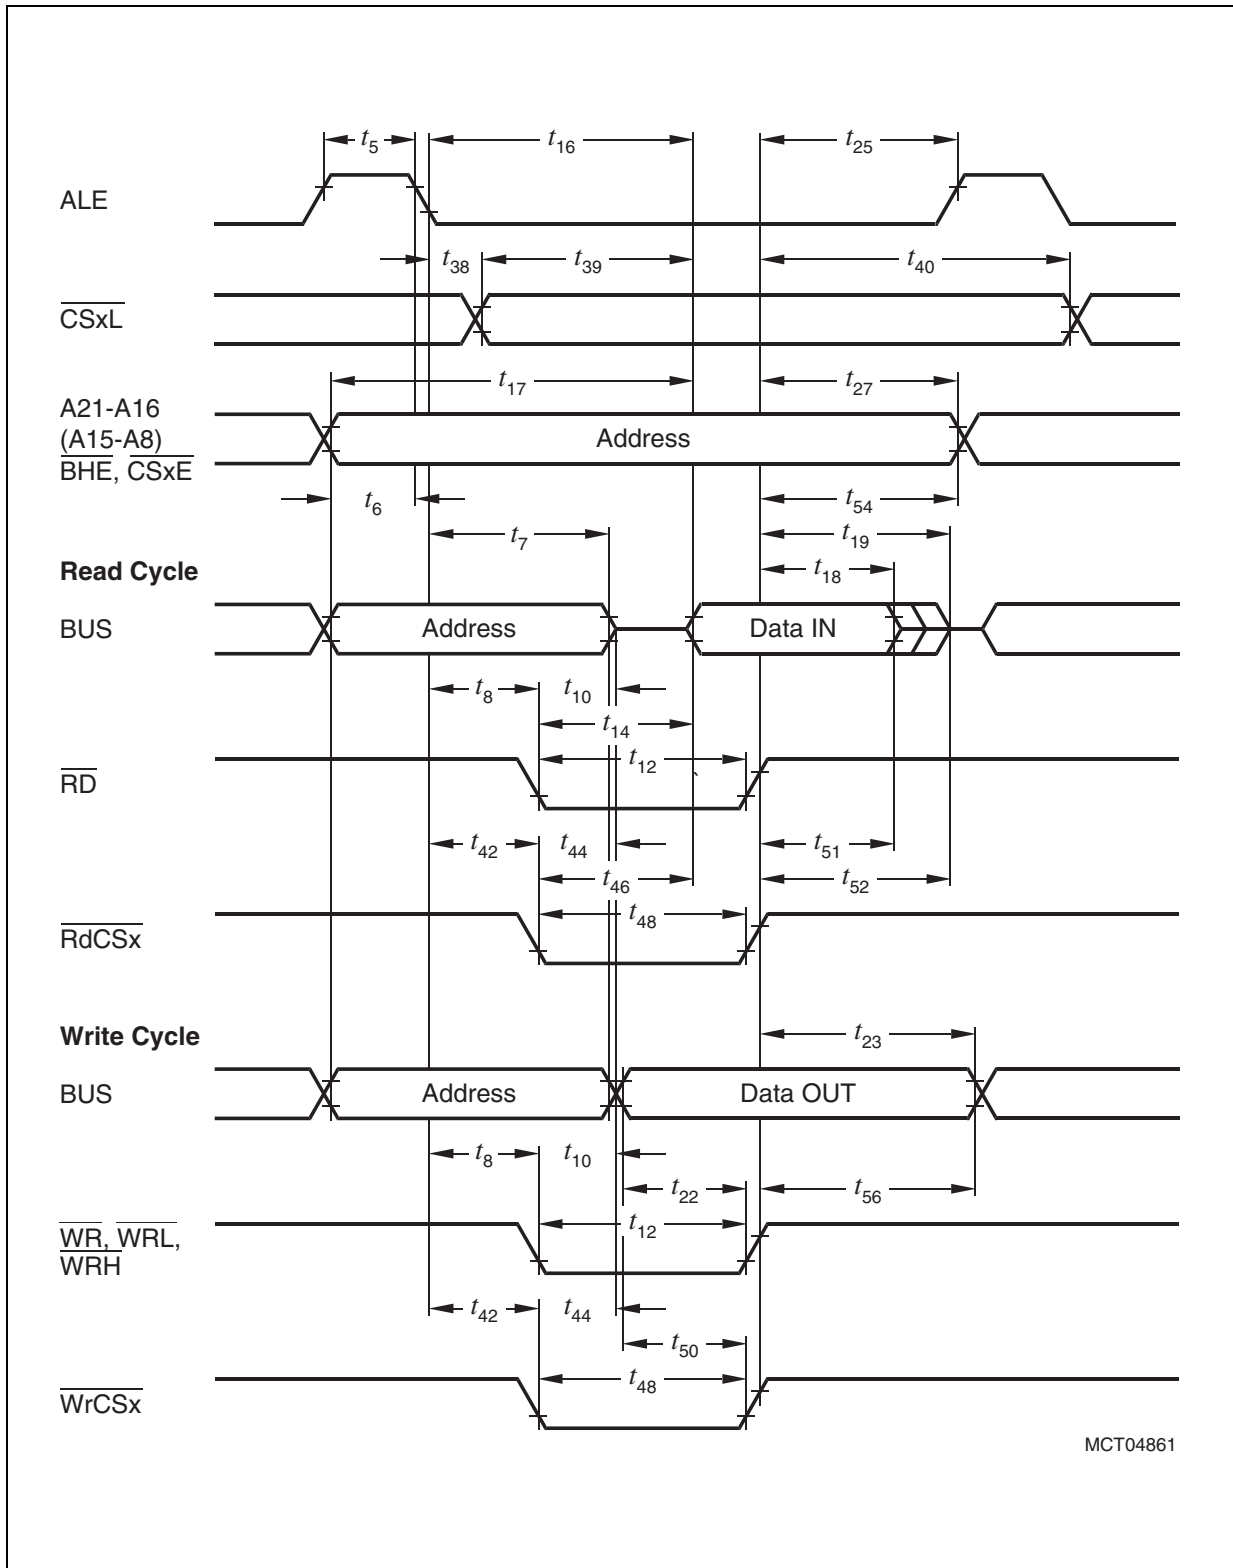 t5 t16 t25
ALE
t38 t39 t40
CSxL
t17 t27
A21-A16
(A15-A8)
BHE, CSxE
Address
t6 t54
t7 t19
Read Cycle
t18
BUS Address Data IN
t8 t10
t14
RD
t12
t42 t44 t51
t46 t52
RdCSx
t48
Write Cycle
t23
BUS Address Data OUT
t8 t10
t22 t56
WR, WRL,
WRH
t12
t42 t44
t50
WrCSx
t48
MCT04861